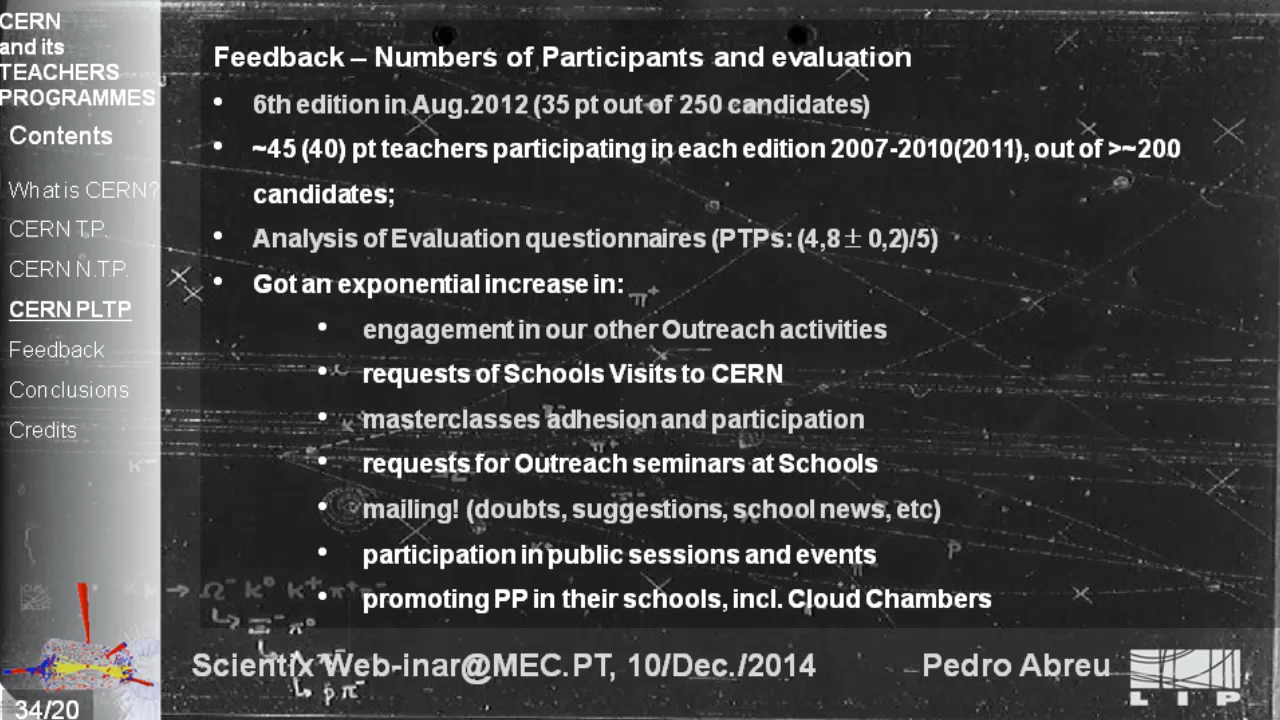 CERN
and its
TEACHERS
PROGRAMMES
Contents
What is CERN?
CERN T.P.
CERN N.T.P.
CERN PLTP
Feedback
Conclusions
Credits
34/20
Feedback – Numbers of Participants and evaluation
• 6th edition in Aug.2012 (35 pt out of 250 candidates)
• ~45 (40) pt teachers participating in each edition 2007-2010(2011), out of >~200
candidates;
• Analysis of Evaluation questionnaires (PTPs: (4,8 ± 0,2)/5)
• Got an exponential increase in:
• engagement in our other Outreach activities
• requests of Schools Visits to CERN
• masterclasses adhesion and participation
• requests for Outreach seminars at Schools
• mailing! (doubts, suggestions, school news, etc)
• participation in public sessions and events
• promoting PP in their schools, incl. Cloud Chambers
Scientix Web-inar@MEC.PT, 10/Dec./2014
Pedro Abreu
LIP